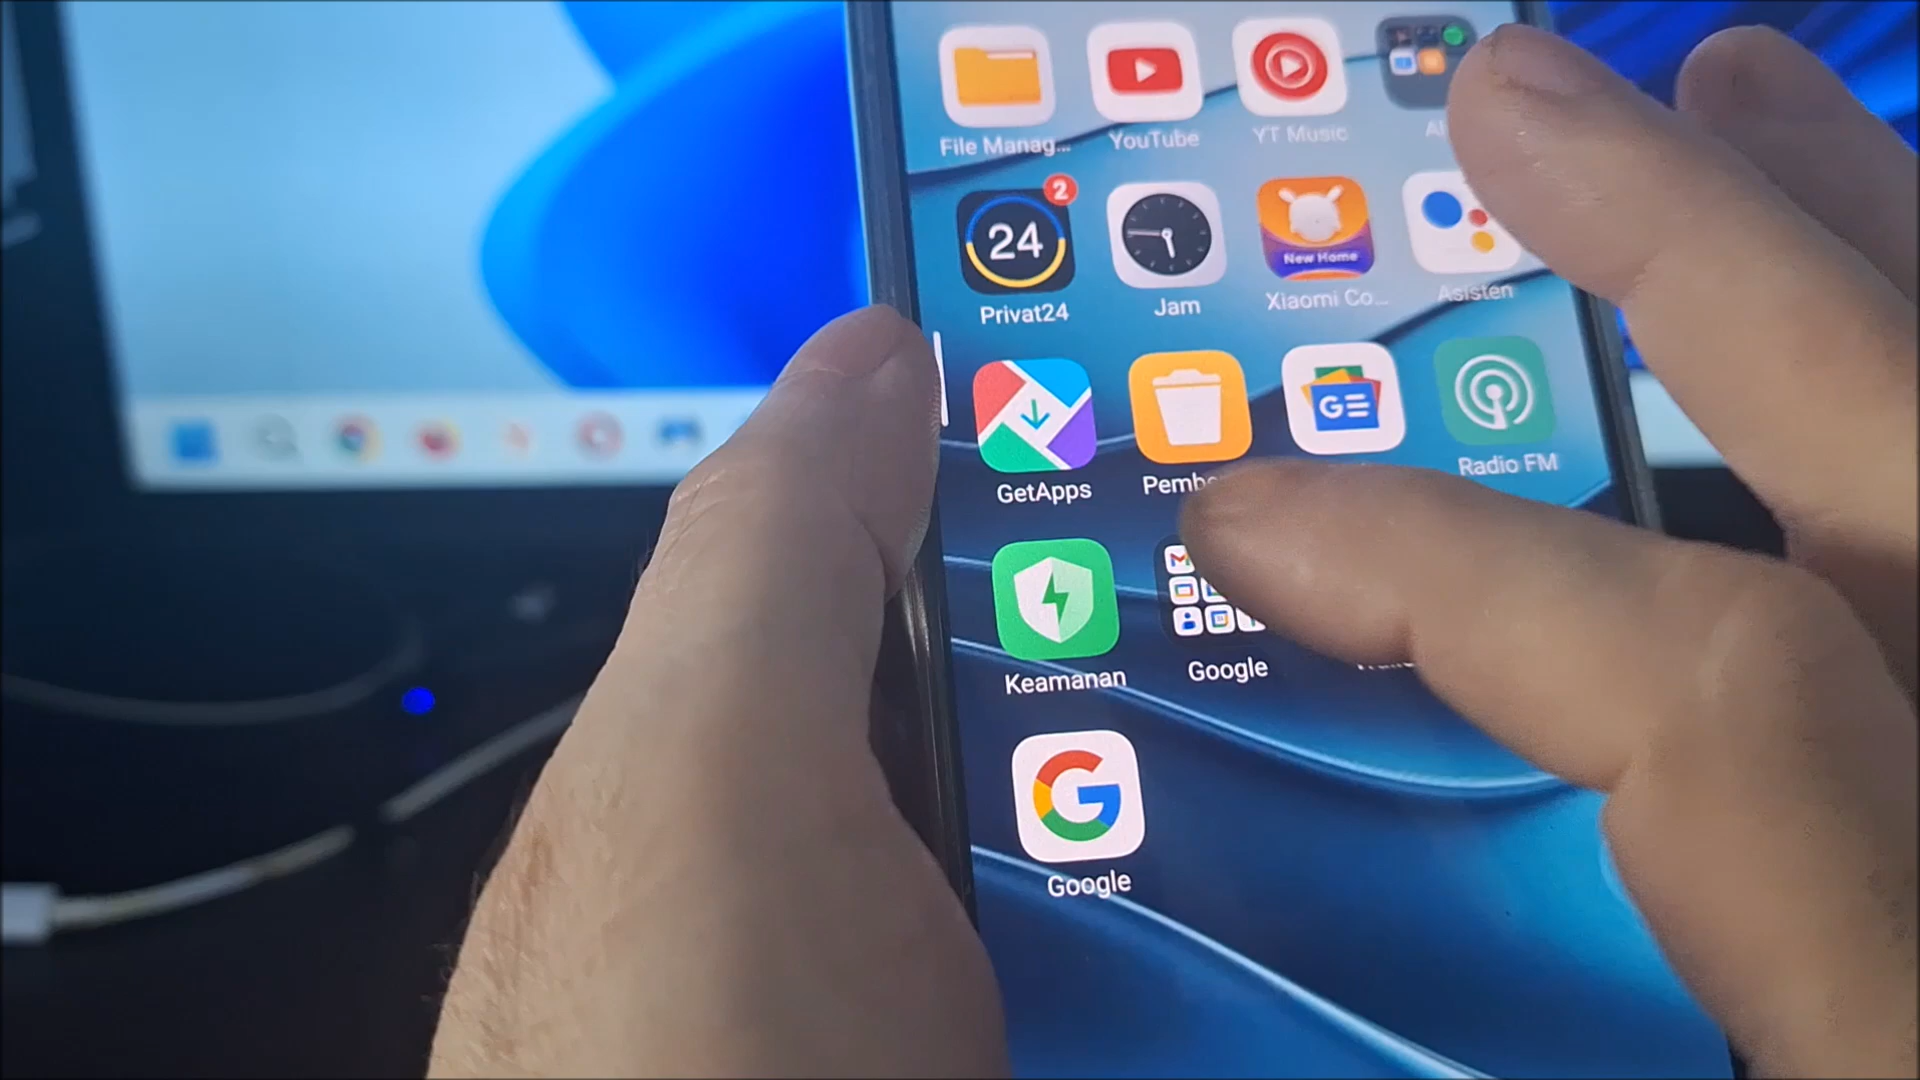 File Manag...
YouTube
YT Music
2
24
Privat24
Jam
New Home
Xiaomi Co...
Asisten
GetApps
GE
Radio FM
Keamanan
Google
G
Google